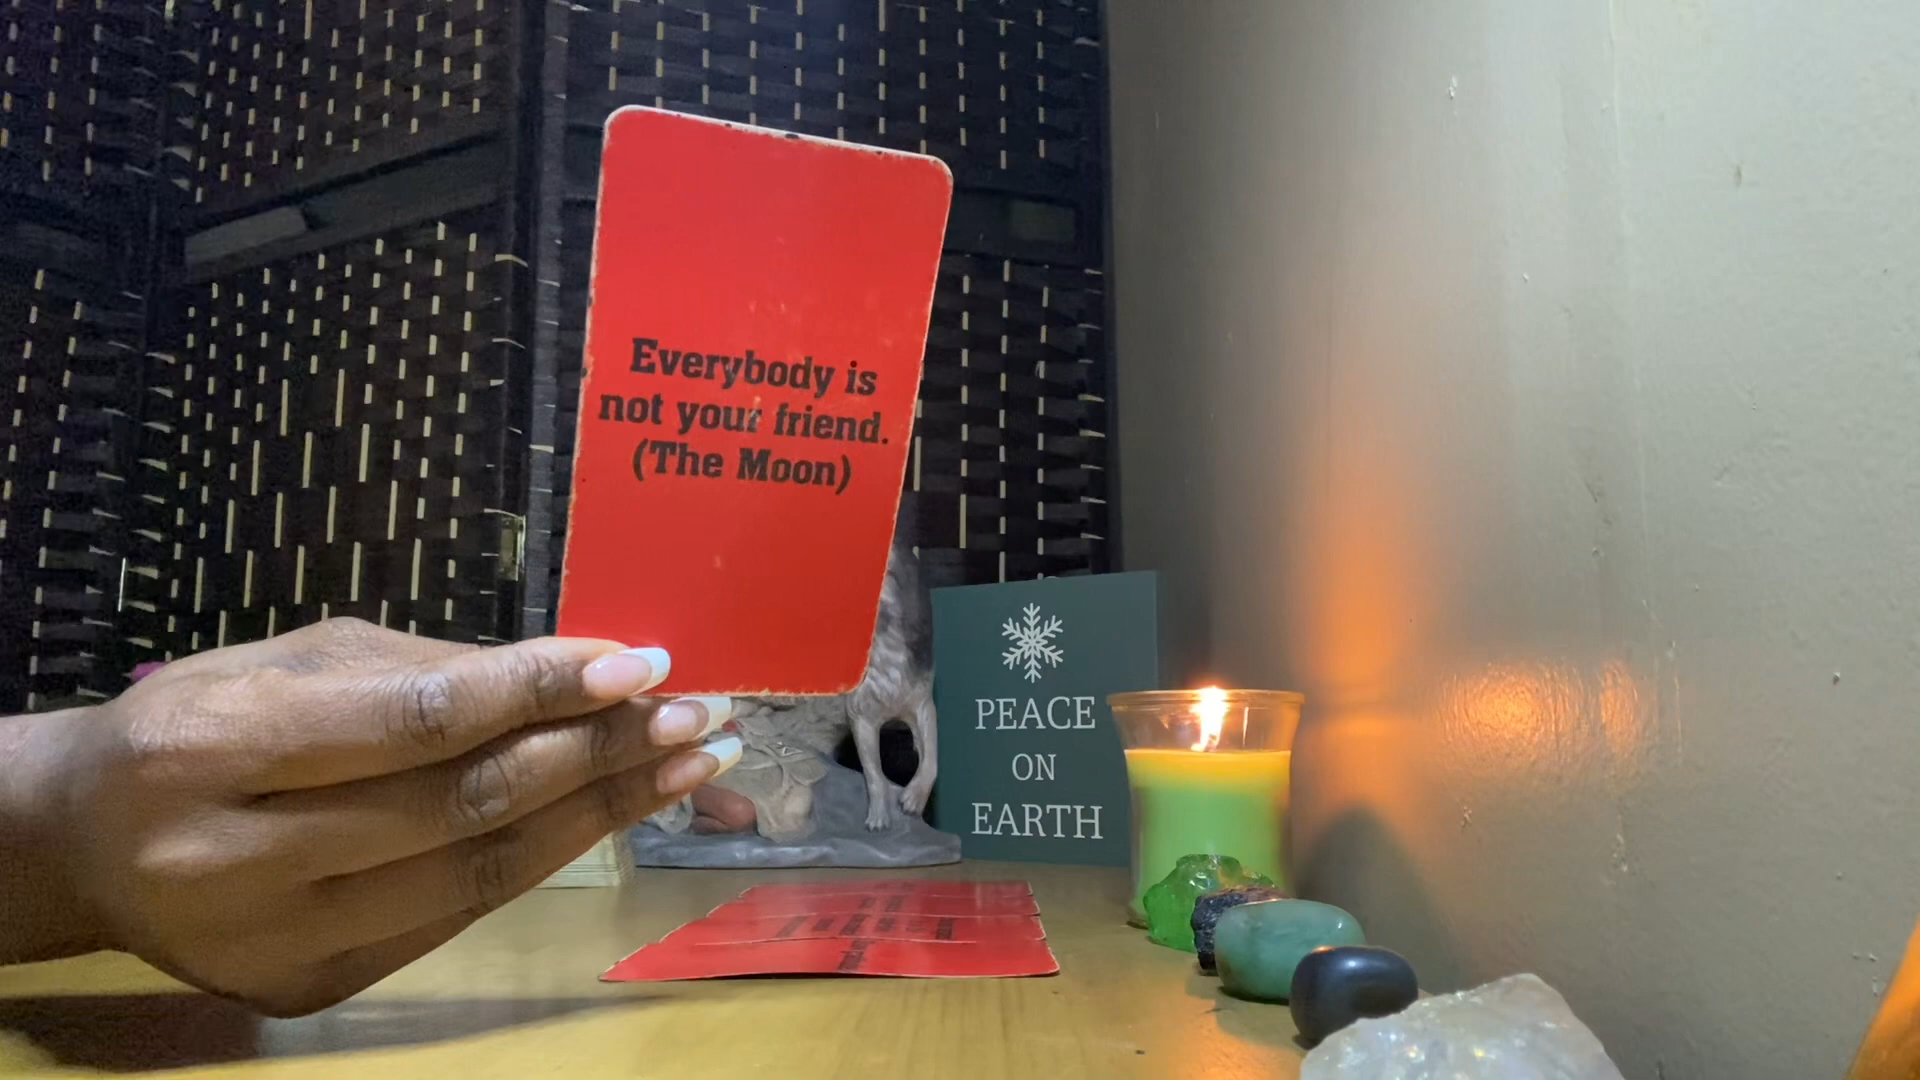 Everybody is
not your friend.
(The Moon)
PEACE
ON
EARTH